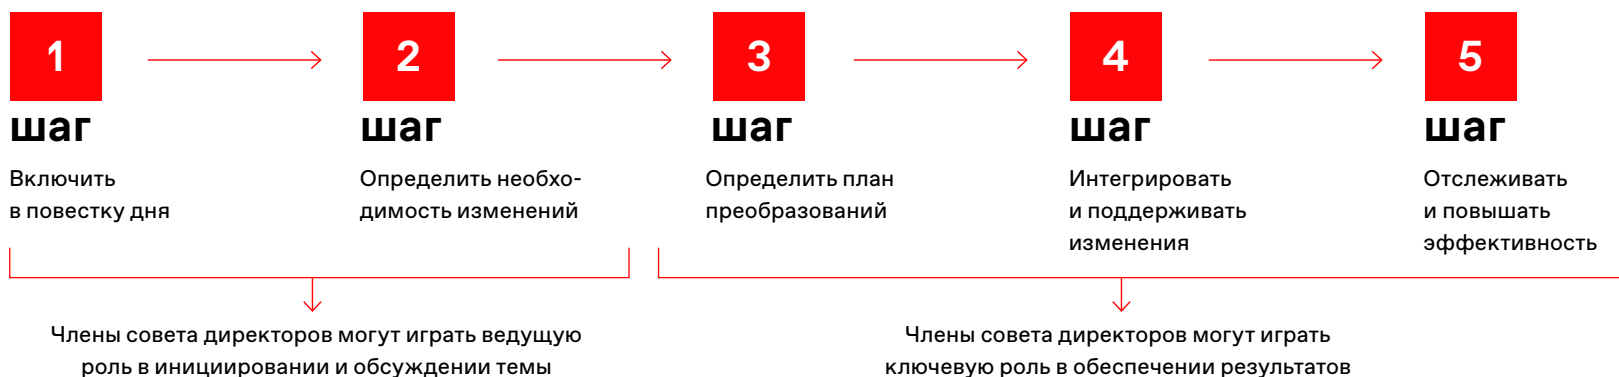 1
шаг
Включить
в повестку дня
2
шаг
Определить необхо-
димость изменений
3
шаг
Определить план
преобразований
4
шаг
Интегрировать
и поддерживать
изменения
5
шаг
Отслеживать
и повышать
эффективность
Члены совета директоров могут играть ведущую
роль в инициировании и обсуждении темы
Члены совета директоров могут играть
ключевую роль в обеспечении результатов